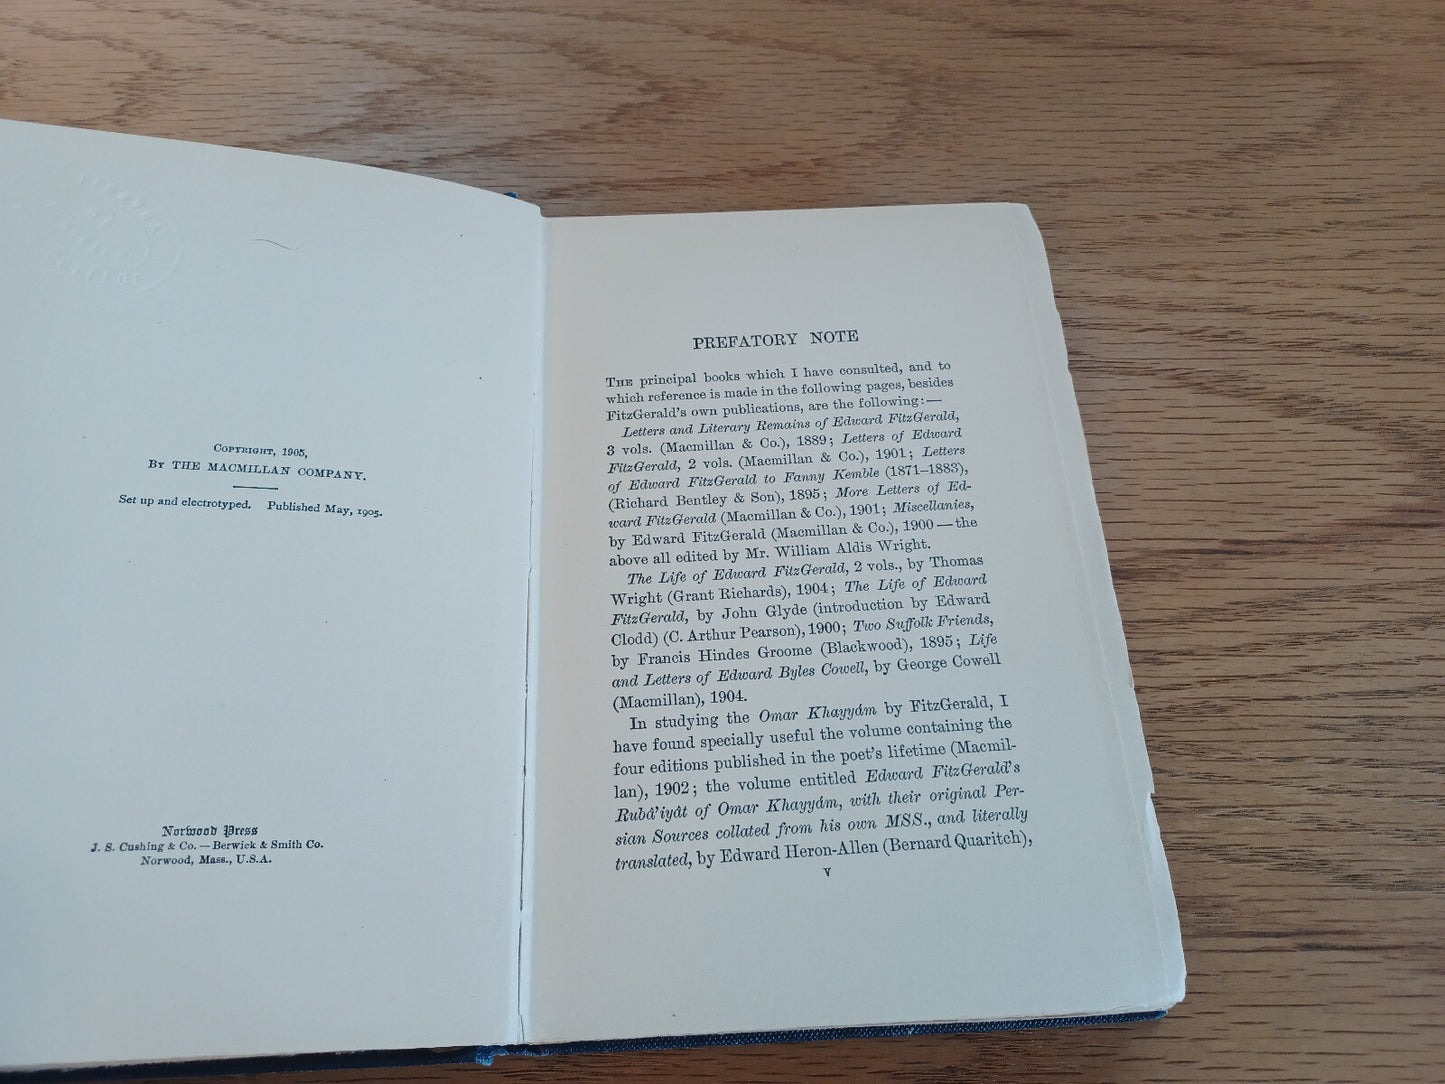 COPYRIGHT, 1905,
BY THE MACMILLAN COMPANY.
Set up and electrotyped. Published May, 1905.
Norwood Press
J. S. Cushing & Co. — Berwick & Smith Co.
Norwood, Mass., U.S.A.
PREFATORY NOTE
THE principal books which I have consulted, and to
which reference is made in the following pages, besides
FitzGerald's own publications, are the following:—
Letters and Literary Remains of Edward FitzGerald,
3 vols. (Macmillan & Co.), 1889; Letters of Edward
FitzGerald, 2 vols. (Macmillan & Co.), 1901; Letters
of Edward FitzGerald to Fanny Kemble (1871–1883),
(Richard Bentley & Son), 1895; More Letters of Ed-
ward FitzGerald (Macmillan & Co.), 1901; Miscellanies,
by Edward FitzGerald (Macmillan & Co.), 1900—the
above all edited by Mr. William Aldis Wright.
The Life of Edward FitzGerald, 2 vols., by Thomas
Wright (Grant Richards), 1904; The Life of Edward
FitzGerald, by John Glyde (introduction by Edward
Clodd) (C. Arthur Pearson), 1900; Two Suffolk Friends,
by Francis Hindes Groome (Blackwood), 1895; Life
and Letters of Edward Byles Cowell, by George Cowell
(Macmillan), 1904.
In studying the Omar Khayyám by FitzGerald, I
have found specially useful the volume containing the
four editions published in the poet's lifetime (Macmil-
lan), 1902; the volume entitled Edward FitzGerald's
Rubâ'iyât of Omar Khayyám, with their original Per-
sian Sources collated from his own MSS., and literally
translated, by Edward Heron-Allen (Bernard Quaritch),
v